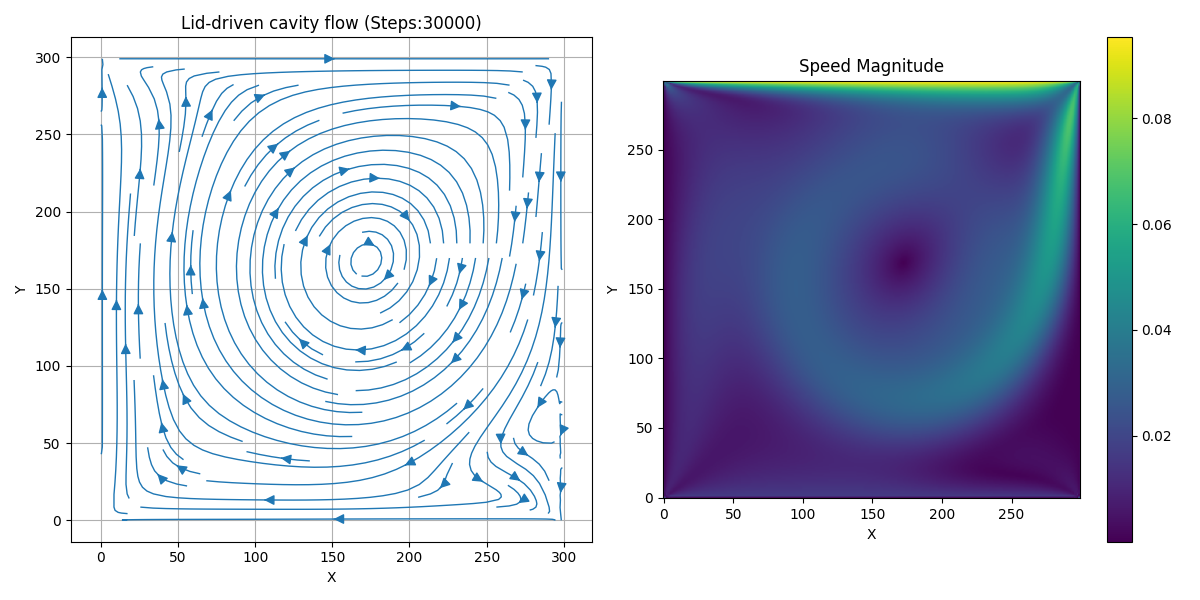 Lid-driven cavity flow (Steps:30000)
300
250
200
150
100
50
0
Y
0 50 100 150 200 250 300
X
Speed Magnitude
250
200
150
100
50
0
Y
0 50 100 150 200 250
X
0.08
0.06
0.04
0.02